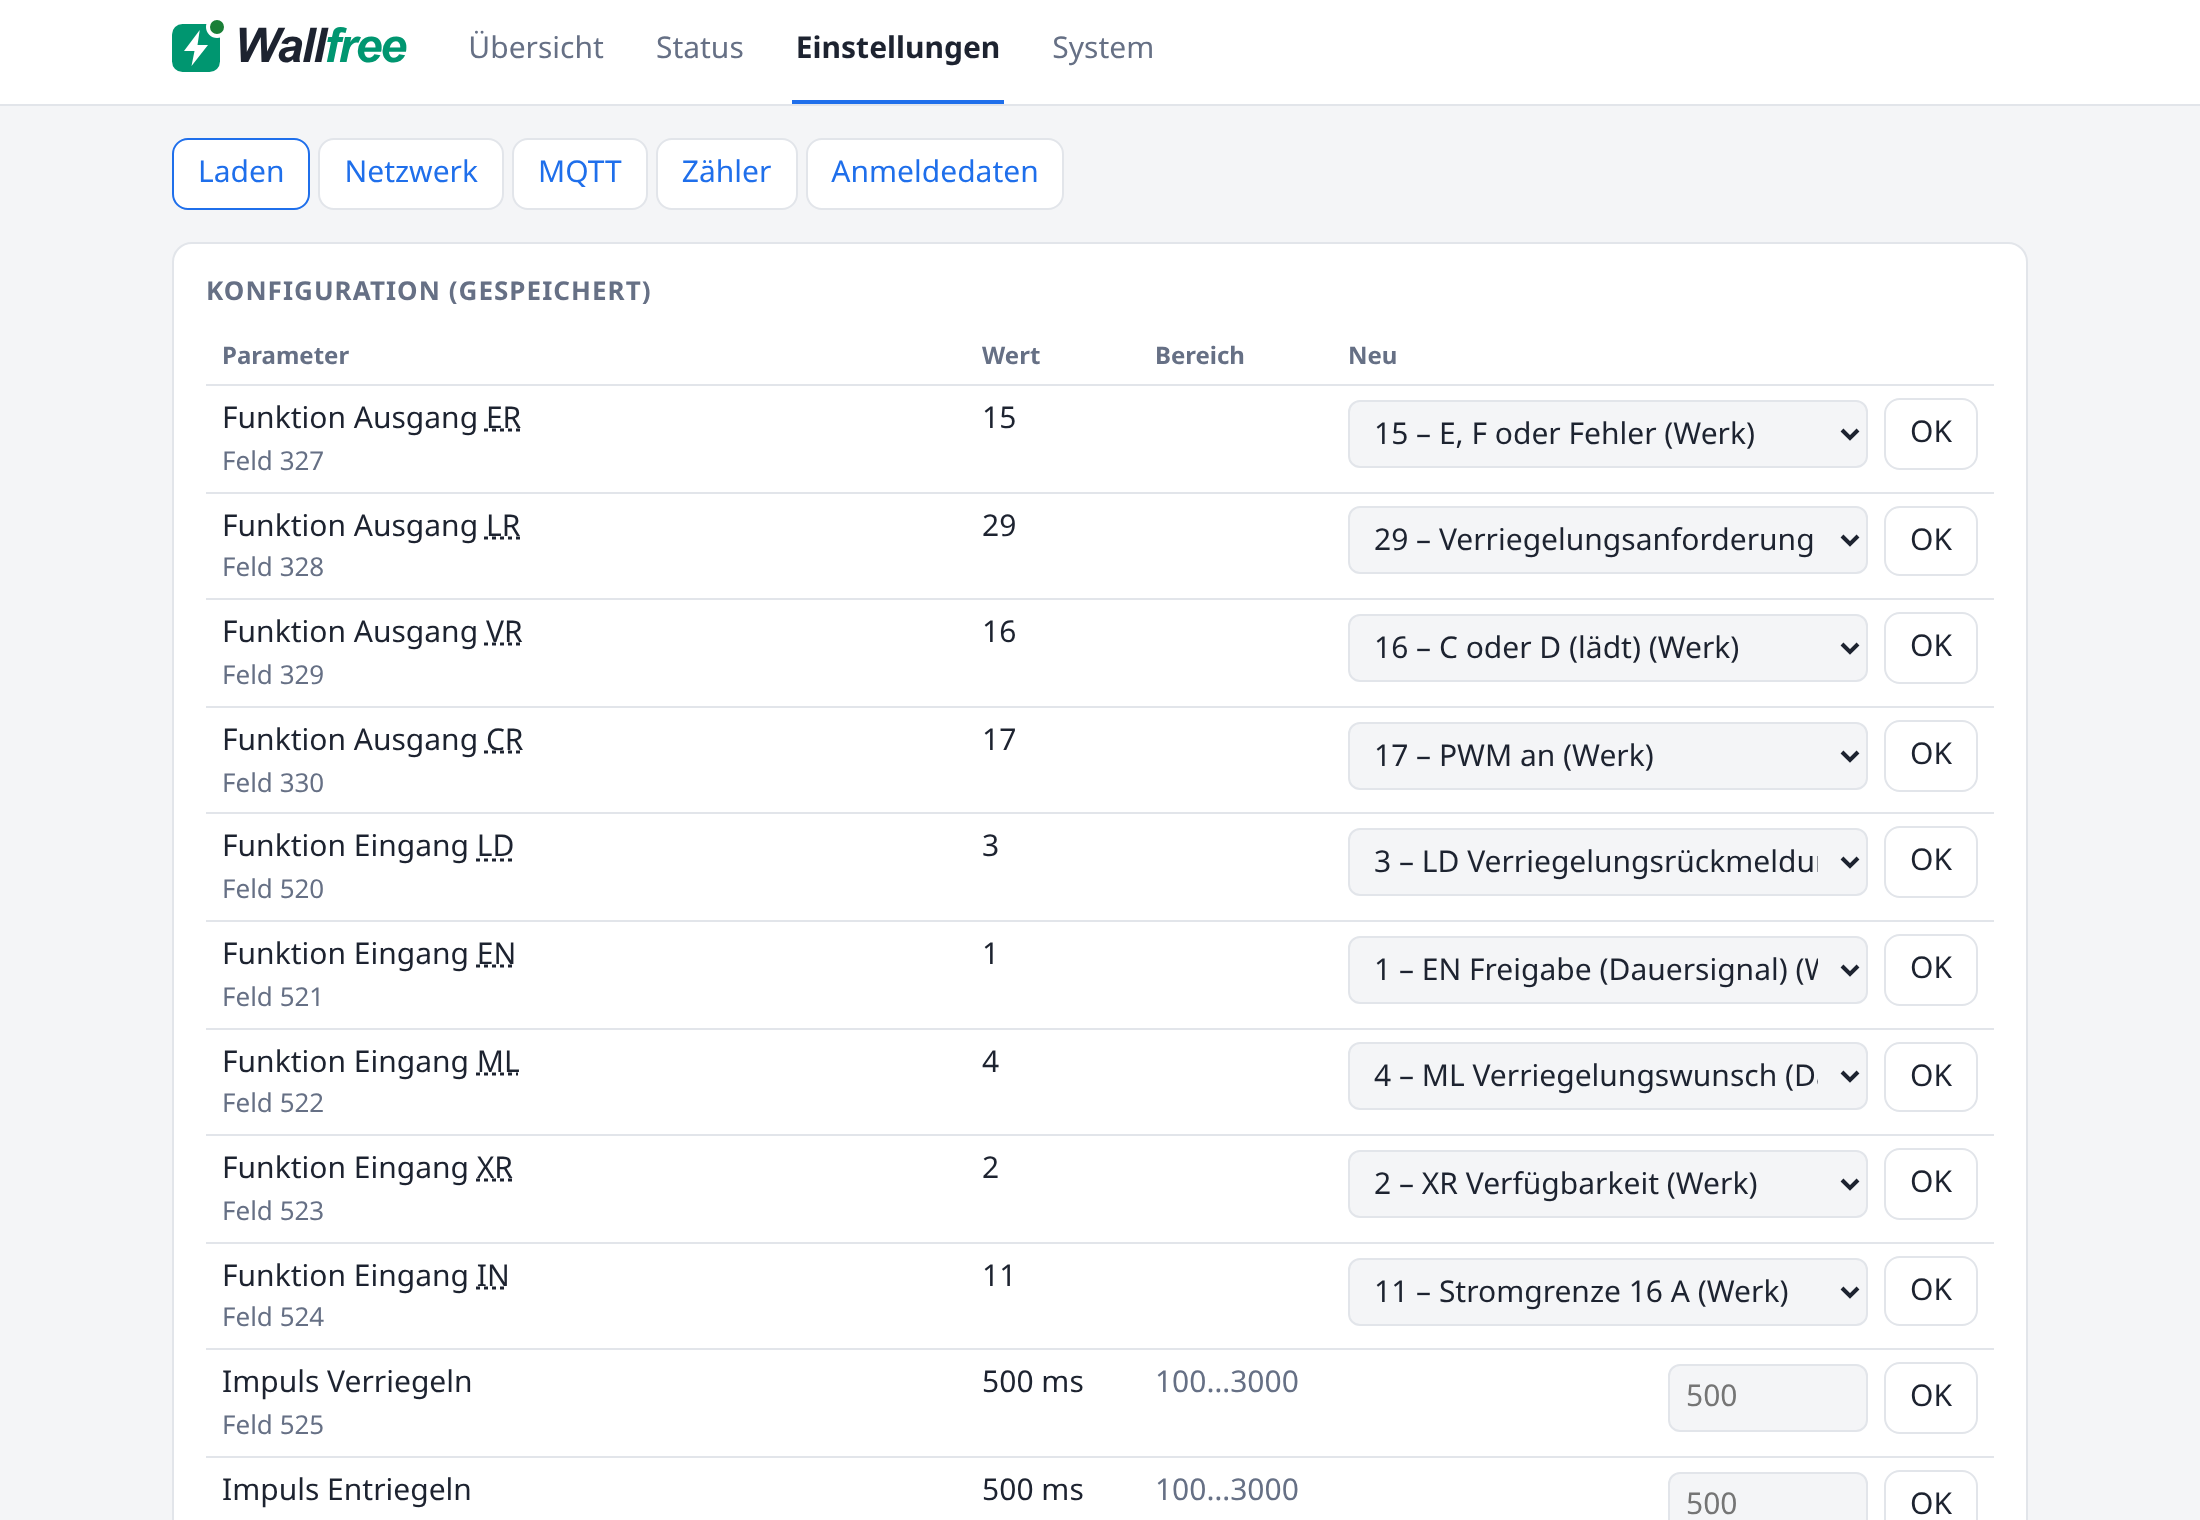 Wallfree Übersicht Status Einstellungen System
Laden Netzwerk MQTT Zähler Anmeldedaten
KONFIGURATION (GESPEICHERT)
Parameter Wert Bereich Neu
Funktion Ausgang ER 15 15 – E, F oder Fehler (Werk) OK
Feld 327
Funktion Ausgang LR 29 29 – Verriegelungsanforderung OK
Feld 328
Funktion Ausgang VR 16 16 – C oder D (lädt) (Werk) OK
Feld 329
Funktion Ausgang CR 17 17 – PWM an (Werk) OK
Feld 330
Funktion Eingang LD 3 3 – LD Verriegelungsrückmeldu OK
Feld 520
Funktion Eingang EN 1 1 – EN Freigabe (Dauersignal) (W OK
Feld 521
Funktion Eingang ML 4 4 – ML Verriegelungswunsch (D OK
Feld 522
Funktion Eingang XR 2 2 – XR Verfügbarkeit (Werk) OK
Feld 523
Funktion Eingang IN 11 11 – Stromgrenze 16 A (Werk) OK
Feld 524
Impuls Verriegeln 500 ms 100...3000 500 OK
Feld 525
Impuls Entriegeln 500 ms 100...3000 500 OK